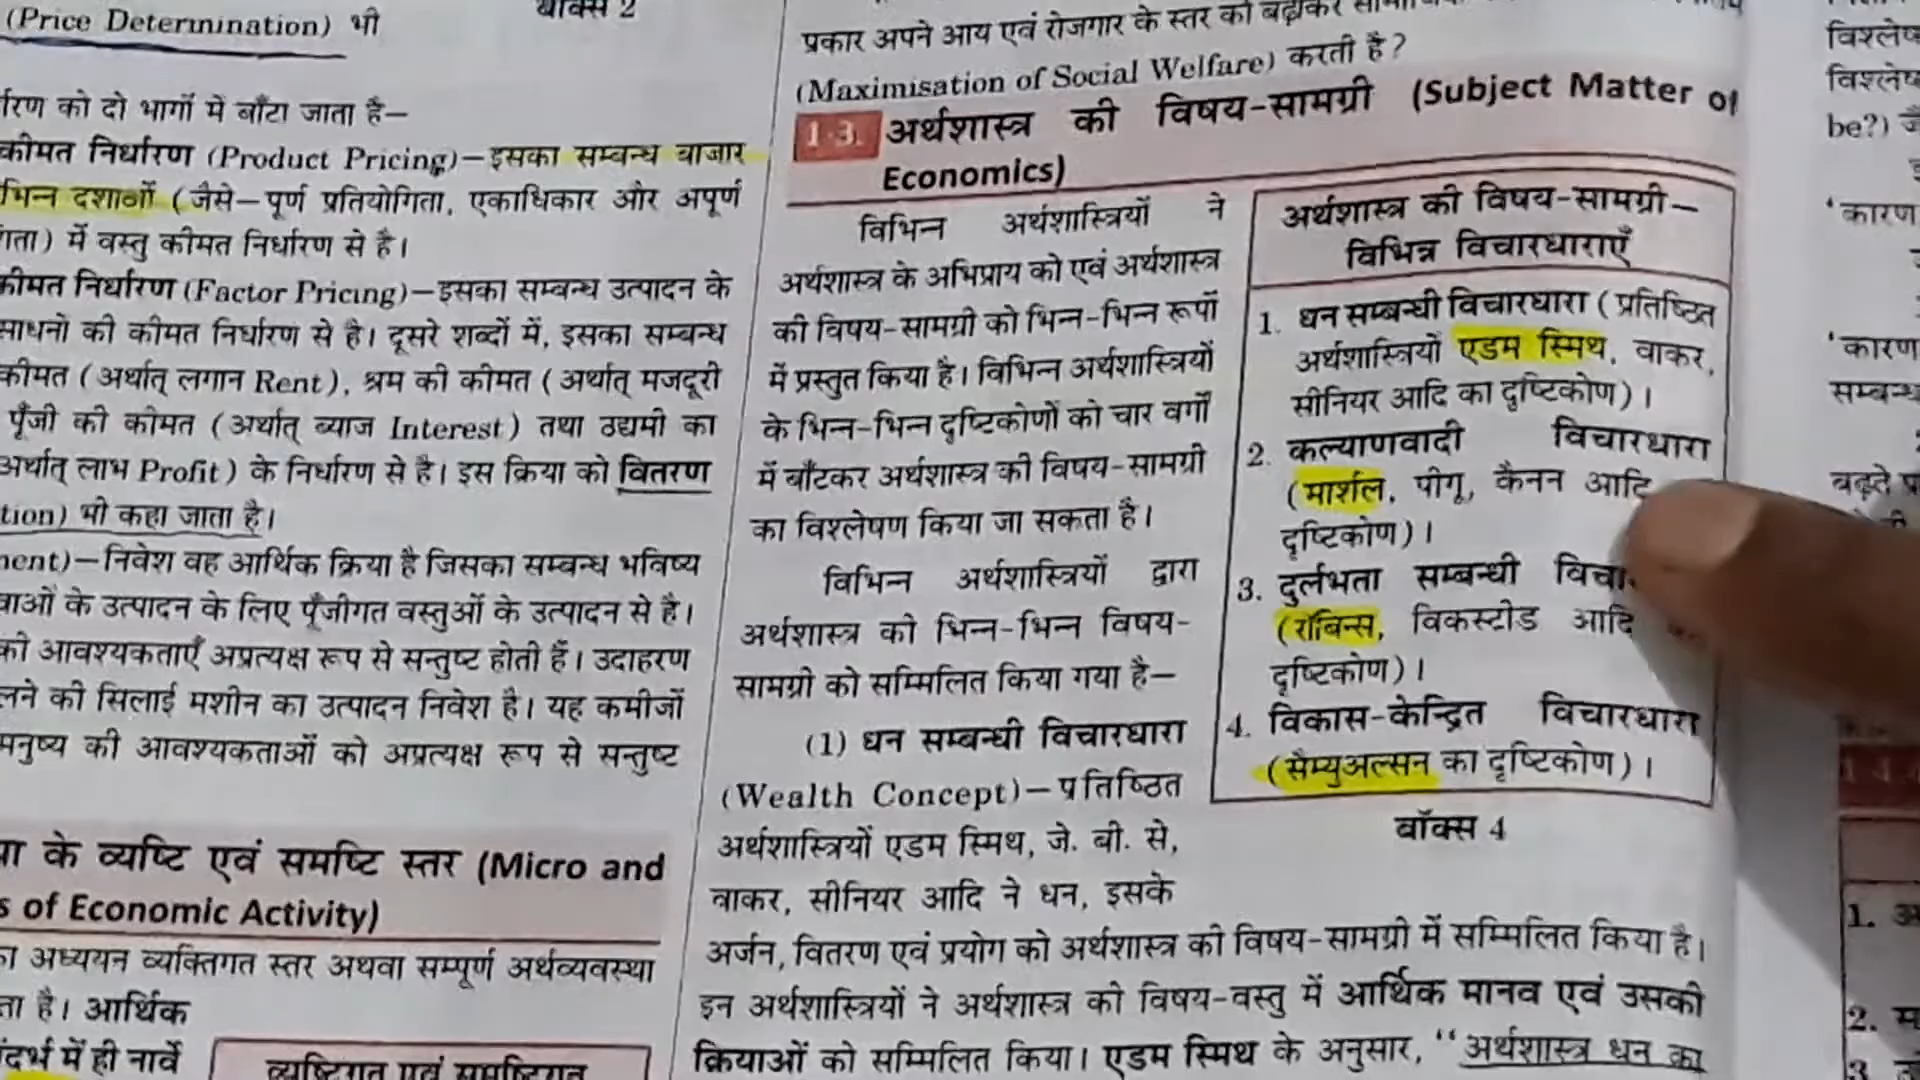 (Price Determination) भी
बॉक्स 2
को दो भागों में बाँटा जाता है—
कीमत निर्धारण (Product Pricing)—इसका सम्बन्ध बाजार
दशाओं (जैसे—पूर्ण प्रतियोगिता, एकाधिकार और अपूर्ण
में वस्तु कीमत निर्धारण से है।
कीमत निर्धारण (Factor Pricing)—इसका सम्बन्ध उत्पादन के
साधनों की कीमत निर्धारण से है। दूसरे शब्दों में, इसका सम्बन्ध
कीमत (अर्थात् लगान Rent), श्रम की कीमत (अर्थात् मजदूरी
पूँजी की कीमत (अर्थात् ब्याज Interest) तथा उद्यमी का
अर्थात् लाभ Profit) के निर्धारण से है। इस क्रिया को वितरण
भी कहा जाता है।
—निवेश वह आर्थिक क्रिया है जिसका सम्बन्ध भविष्य
के उत्पादन के लिए पूँजीगत वस्तुओं के उत्पादन से है।
की आवश्यकताएँ अप्रत्यक्ष रूप से सन्तुष्ट होती हैं। उदाहरण
की सिलाई मशीन का उत्पादन निवेश है। यह कमीजों
मनुष्य की आवश्यकताओं को अप्रत्यक्ष रूप से सन्तुष्ट
के व्यष्टि एवं समष्टि स्तर (Micro and
of Economic Activity)
अध्ययन व्यक्तिगत स्तर अथवा सम्पूर्ण अर्थव्यवस्था
है। आर्थिक
में ही नार्वे
प्रकार अपने आय एवं रोजगार के स्तर को बढ़ाकर
(Maximisation of Social Welfare) करती है?
1·3. अर्थशास्त्र की विषय-सामग्री (Subject Matter of
Economics)
विभिन्न अर्थशास्त्रियों ने
अर्थशास्त्र के अभिप्राय को एवं अर्थशास्त्र
की विषय-सामग्री को भिन्न-भिन्न रूपों
में प्रस्तुत किया है। विभिन्न अर्थशास्त्रियों
के भिन्न-भिन्न दृष्टिकोणों को चार वर्गों
में बाँटकर अर्थशास्त्र की विषय-सामग्री
का विश्लेषण किया जा सकता है।
विभिन्न अर्थशास्त्रियों द्वारा
अर्थशास्त्र को भिन्न-भिन्न विषय-
सामग्री को सम्मिलित किया गया है—
(1) धन सम्बन्धी विचारधारा
(Wealth Concept)—प्रतिष्ठित
अर्थशास्त्रियों एडम स्मिथ, जे. बी. से,
वाकर, सीनियर आदि ने धन, इसके
अर्जन, वितरण एवं प्रयोग को अर्थशास्त्र की विषय-सामग्री में सम्मिलित किया है।
इन अर्थशास्त्रियों ने अर्थशास्त्र की विषय-वस्तु में आर्थिक मानव एवं उसकी
क्रियाओं को सम्मिलित किया। एडम स्मिथ के अनुसार, “अर्थशास्त्र धन का
अर्थशास्त्र की विषय-सामग्री—
विभिन्न विचारधाराएँ
1. धन सम्बन्धी विचारधारा (प्रतिष्ठित
अर्थशास्त्रियों एडम स्मिथ, वाकर,
सीनियर आदि का दृष्टिकोण)।
2. कल्याणवादी विचारधारा
(मार्शल, पीगू, कैनन आदि
दृष्टिकोण)।
3. दुर्लभता सम्बन्धी
(रॉबिन्स, विकस्टीड आदि
दृष्टिकोण)।
4. विकास-केन्द्रित विचारधारा
(सैम्युअल्सन का दृष्टिकोण)।
बॉक्स 4
be?)
‘कारण
‘कारण
बढ़ते
1.
2.
3.